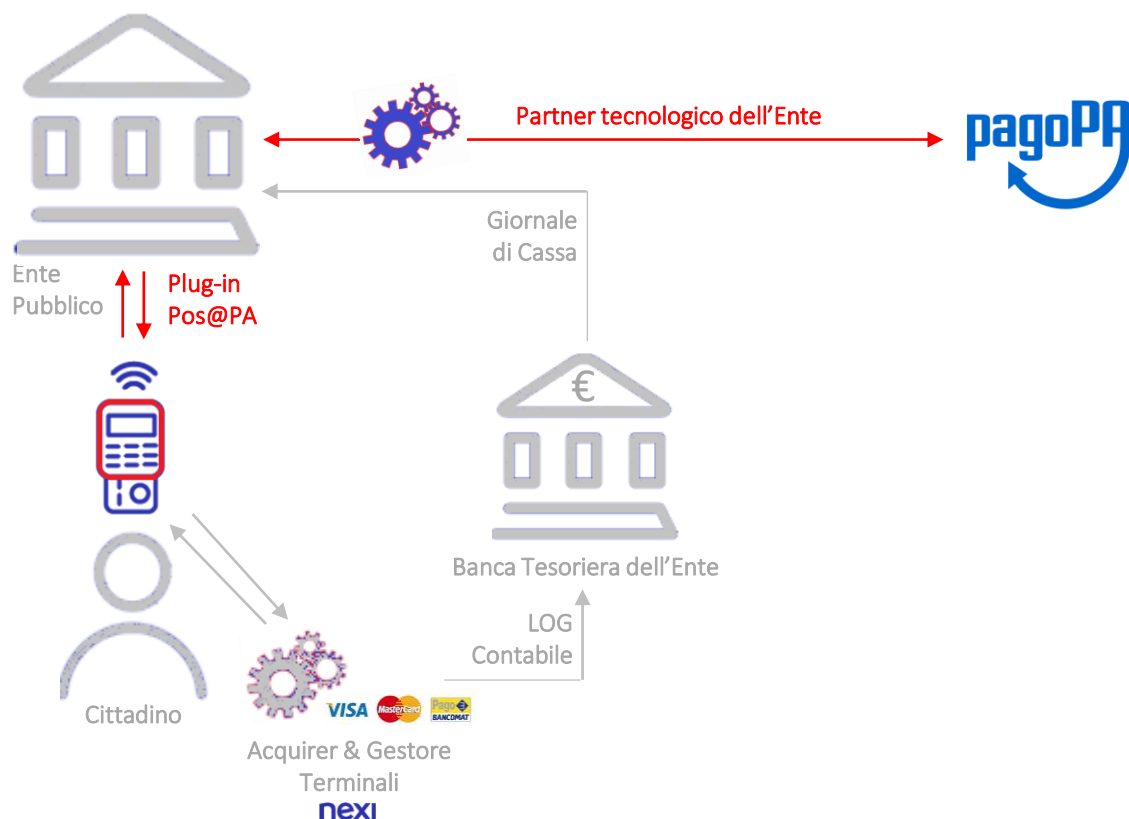 Partner tecnologico dell'Ente
pagoPA
Giornale
di Cassa
Ente
Pubblico
Plug-in
Pos@PA
€
Banca Tesoriera dell'Ente
LOG
Contabile
Cittadino
VISA
MasterCard
Pago
BANCOMAT
Acquirer & Gestore
Terminali
nexi